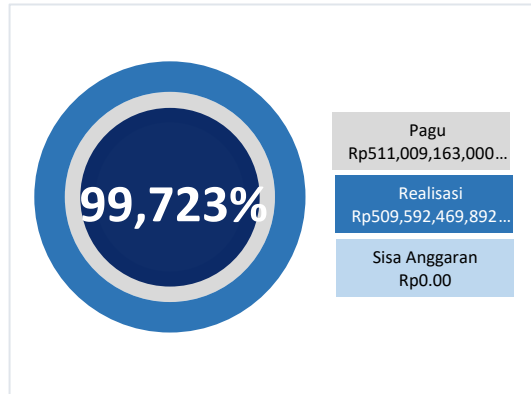 99,723%
Pagu
Rp511,009,163,000...
Realisasi
Rp509,592,469,892...
Sisa Anggaran
Rp0.00